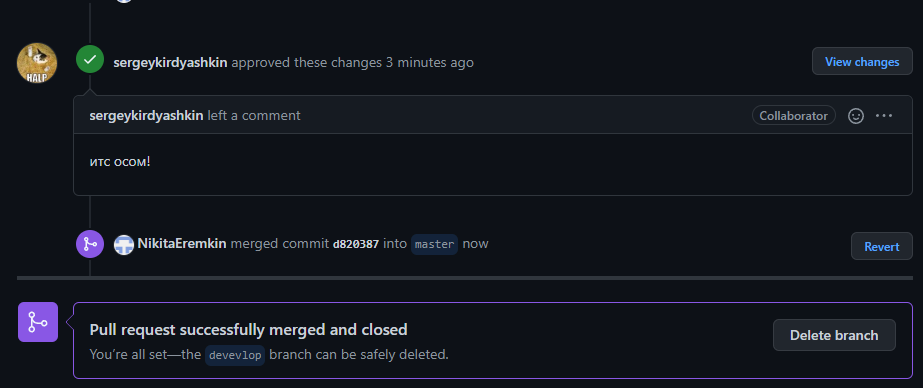 HALP
sergeykirdyashkin approved these changes 3 minutes ago
View changes
sergeykirdyashkin left a comment
Collaborator
итс осом!
NikitaEremkin merged commit d820387 into master now
Revert
Pull request successfully merged and closed
You're all set—the devevlop branch can be safely deleted.
Delete branch